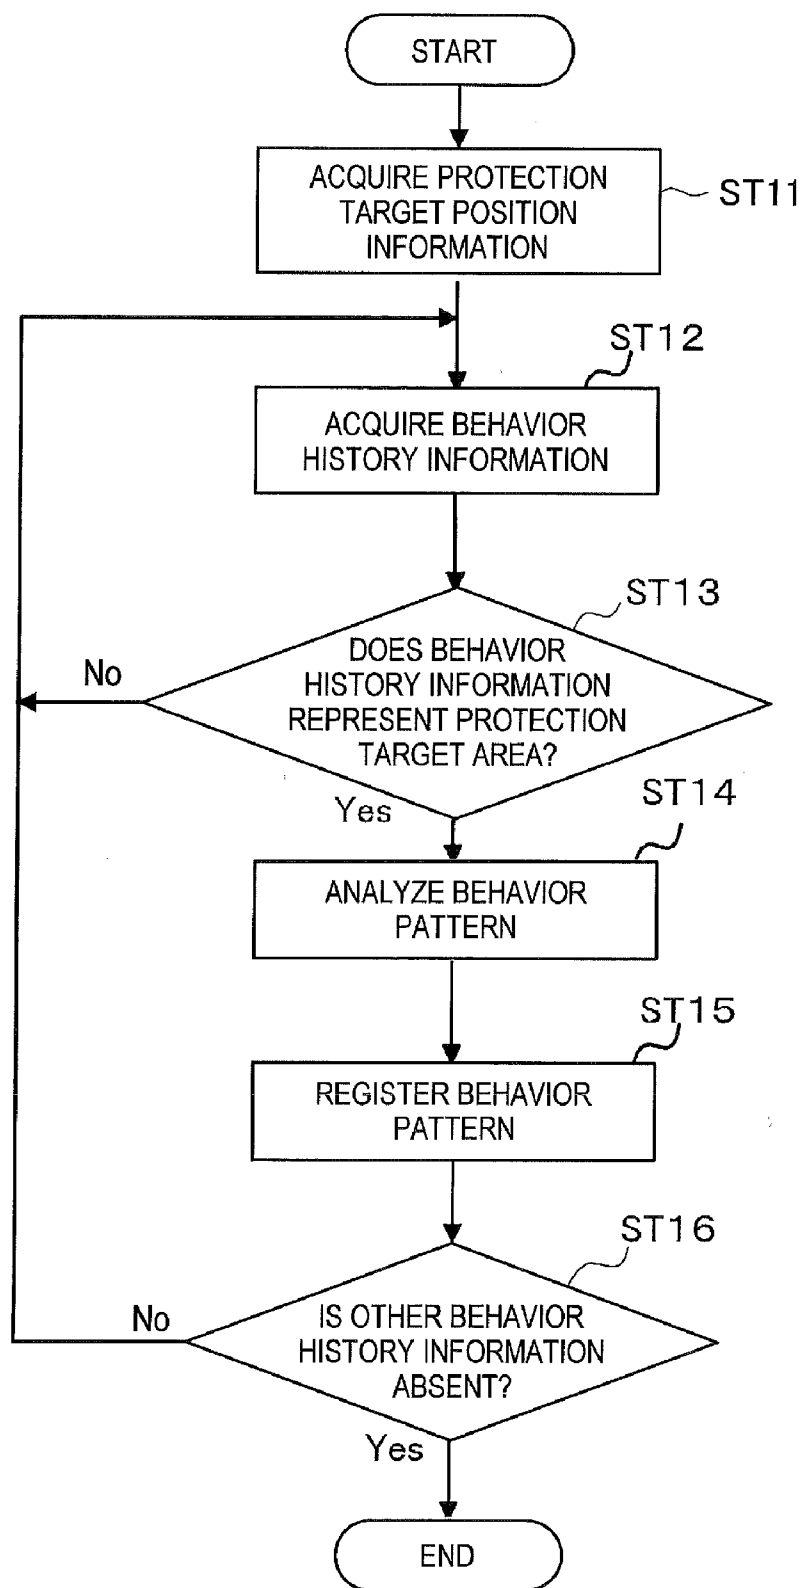 START
ACQUIRE PROTECTION
TARGET POSITION
INFORMATION
ST11
ST12
ACQUIRE BEHAVIOR
HISTORY INFORMATION
ST13
DOES BEHAVIOR
HISTORY INFORMATION
REPRESENT PROTECTION
TARGET AREA?
No
Yes
ST14
ANALYZE BEHAVIOR
PATTERN
ST15
REGISTER BEHAVIOR
PATTERN
ST16
IS OTHER BEHAVIOR
HISTORY INFORMATION
ABSENT?
No
Yes
END